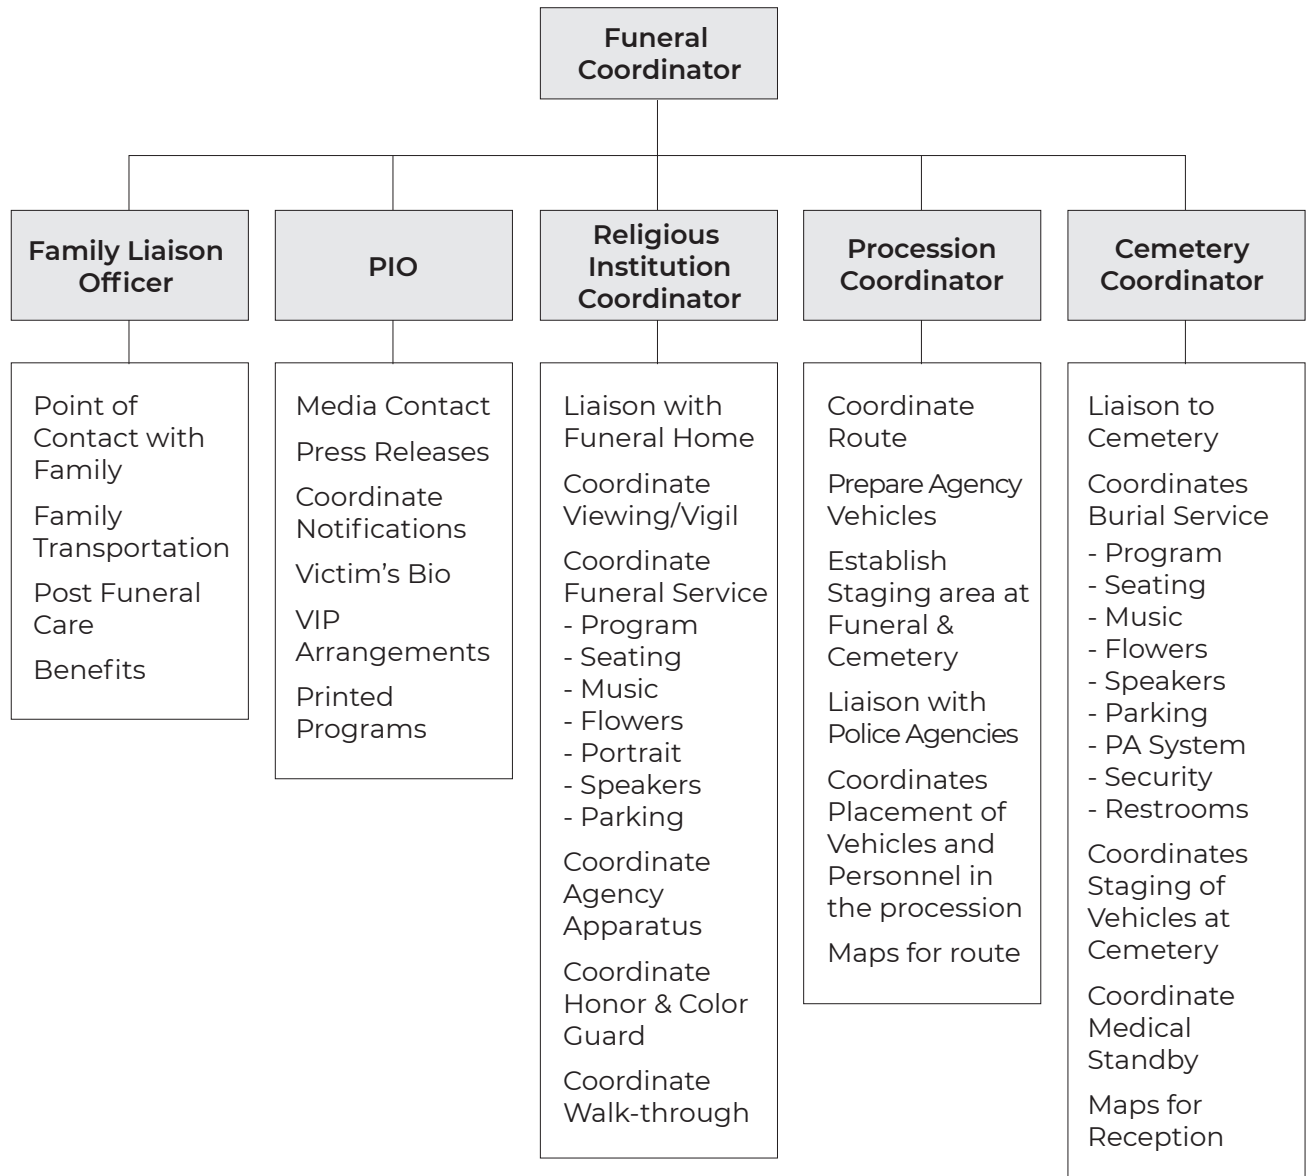 Funeral
Coordinator
Family Liaison
Officer
PIO
Religious
Institution
Coordinator
Procession
Coordinator
Cemetery
Coordinator
Point of
Contact with
Family
Family
Transportation
Post Funeral
Care
Benefits
Media Contact
Press Releases
Coordinate
Notifications
Victim's Bio
VIP
Arrangements
Printed
Programs
Liaison with
Funeral Home
Coordinate
Viewing/Vigil
Coordinate
Funeral Service
- Program
- Seating
- Music
- Flowers
- Portrait
- Speakers
- Parking
Coordinate
Agency
Apparatus
Coordinate
Honor & Color
Guard
Coordinate
Walk-through
Coordinate
Route
Prepare Agency
Vehicles
Establish
Staging area at
Funeral &
Cemetery
Liaison with
Police Agencies
Coordinates
Placement of
Vehicles and
Personnel in
the procession
Maps for route
Liaison to
Cemetery
Coordinates
Burial Service
- Program
- Seating
- Music
- Flowers
- Speakers
- Parking
- PA System
- Security
- Restrooms
Coordinates
Staging of
Vehicles at
Cemetery
Coordinate
Medical
Standby
Maps for
Reception